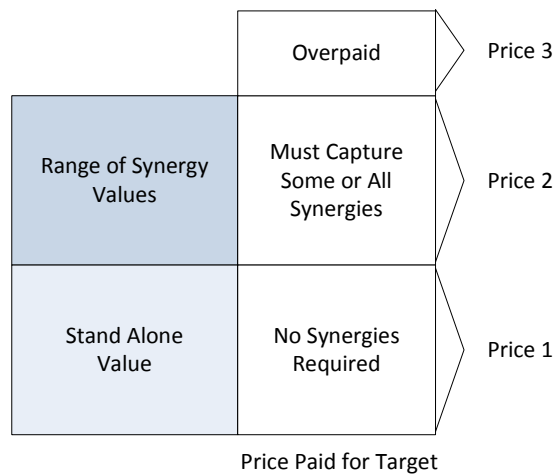 Overpaid
Price 3
Range of Synergy
Values
Must Capture
Some or All
Synergies
Price 2
Stand Alone
Value
No Synergies
Required
Price 1
Price Paid for Target